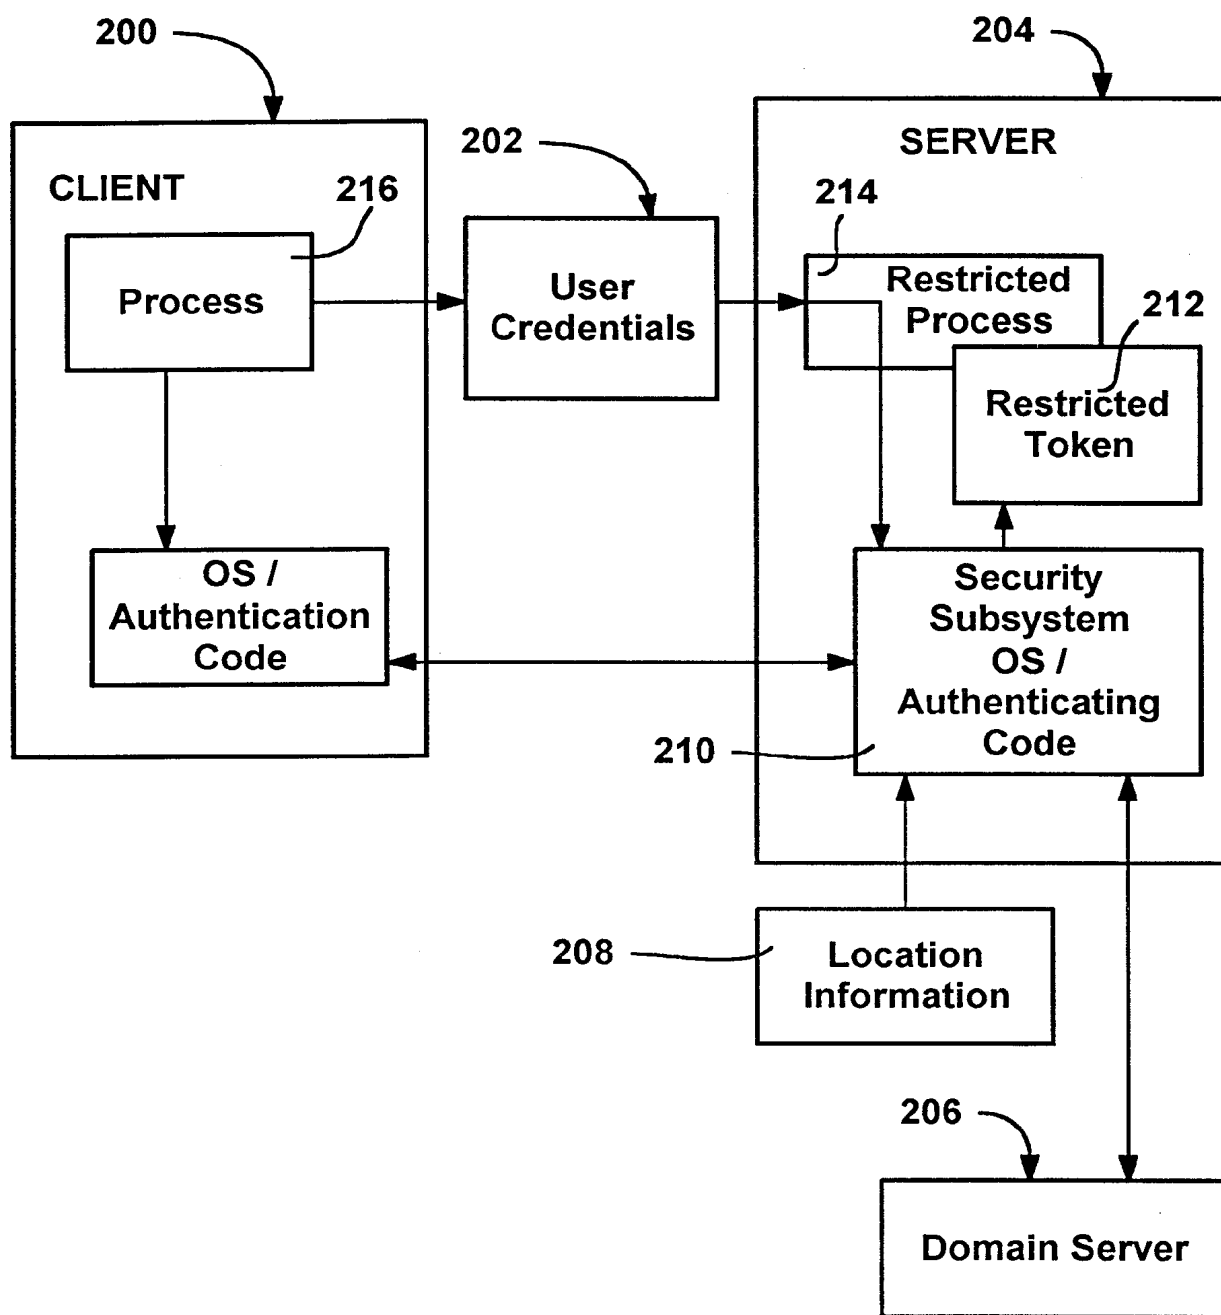 200
204
SERVER
202
CLIENT
216
214
Process
User
Credentials
Restricted
Process
212
Restricted
Token
OS /
Authentication
Code
Security
Subsystem
OS /
Authenticating
Code
210
208
Location
Information
206
Domain Server